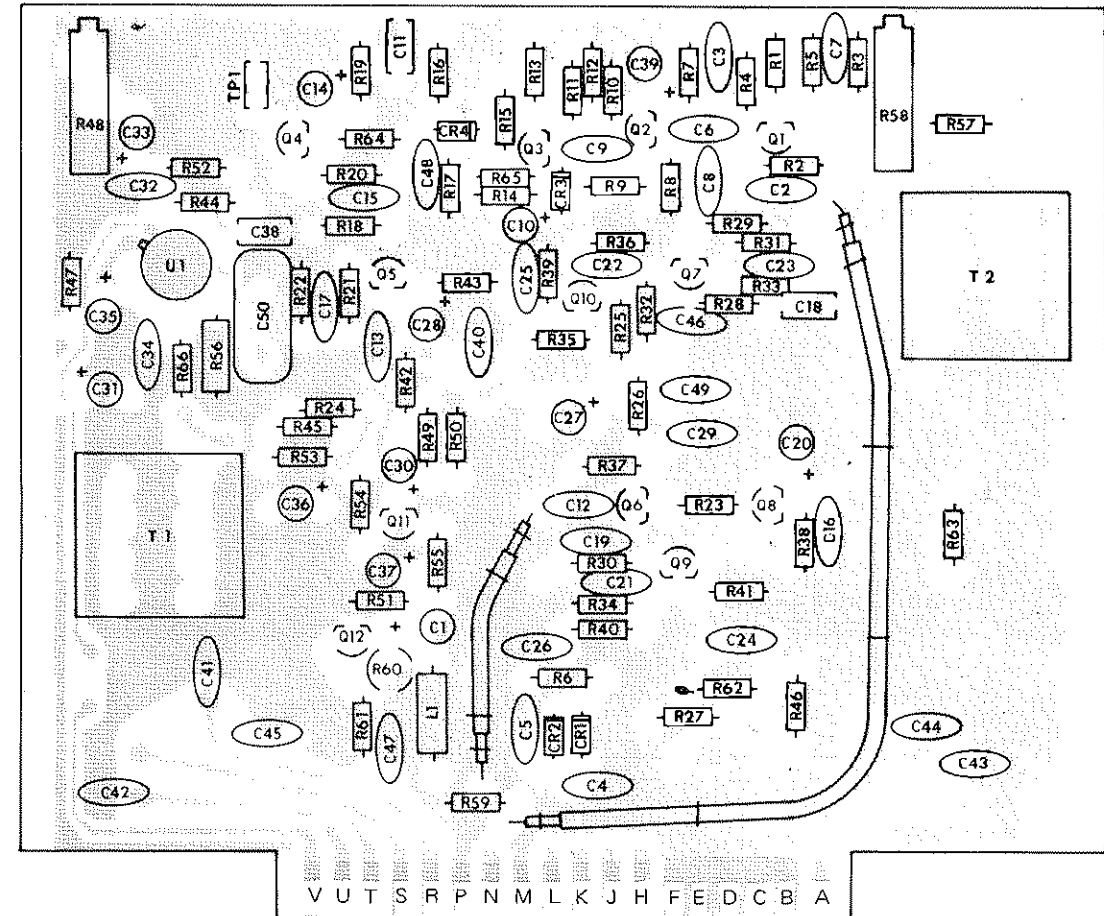 R48
C33
TP1
C14
R19
C11
R16
R13
R11
R12
R10
C39
R7
C3
R4
R1
R5
C7
R3
R58
R57
Q4
R64
CR4
R15
Q3
C9
Q2
C6
Q1
R52
C32
R44
R20
C15
C48
R17
R65
R14
CR3
R9
R8
C8
R2
C2
C38
R18
C10
R29
R36
R31
R47
U1
R22
C17
R21
Q5
R43
C25
R39
C22
Q7
C23
R33
T2
C35
C50
C28
Q10
R25
R32
R28
C18
C46
C34
R66
R56
C13
C40
R35
C31
R42
R26
C49
R24
R45
R49
R50
C27
C29
C20
R53
C30
R37
C36
R54
Q11
C12
Q6
R23
Q8
T1
R38
C16
R63
C19
Q9
C37
R55
R30
C21
R51
R34
R41
Q12
C1
R40
C24
C41
R60
C26
R6
R62
R46
L1
R61
C47
C5
CR2
CR1
R27
C45
C44
C43
C42
R59
C4
V U T S R P N M L K J H F E D C B A